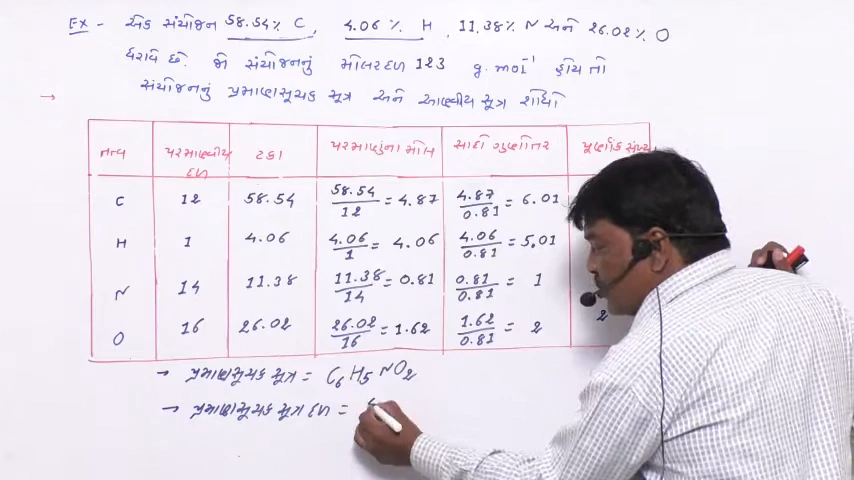 Ex - એક સંયોજન 58.54% C, 4.06 % H, 11.38% N અને 26.02% O
ધરાવે છે. જો સંયોજનનું મોલરદળ 123 g.mol⁻¹ હોય તો
→ સંયોજનનું પ્રમાણસૂચક સૂત્ર અને આણ્વીય સૂત્ર શોધો
તત્વ પરમાણ્વીય દળ ટકા પરમાણુંના મોલ સાદો ગુણોત્તર પૂર્ણાંક સંખ્યા
C 12 58.54 58.54/12 = 4.87 4.87/0.81 = 6.01
H 1 4.06 4.06/1 = 4.06 4.06/0.81 = 5.01
N 14 11.38 11.38/14 = 0.81 0.81/0.81 = 1
O 16 26.02 26.02/16 = 1.62 1.62/0.81 = 2 2
→ પ્રમાણસૂચક સૂત્ર = C₆H₅NO₂
→ પ્રમાણસૂચક સૂત્ર દળ =